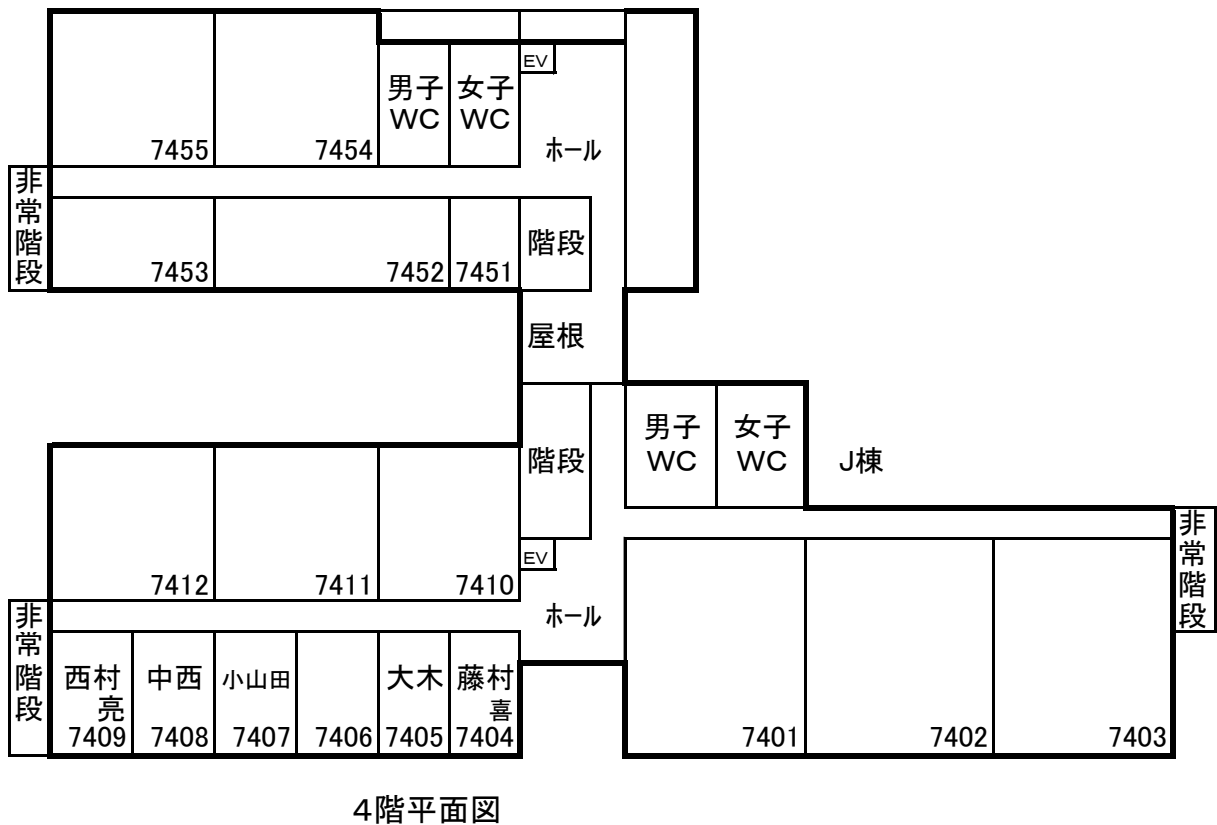 EV
男子
WC
女子
WC
7455
7454
ﾎｰﾙ
非常階段
7453
7452
7451
階段
屋根
男子
WC
女子
WC
階段
J棟
7412
7411
7410
EV
ﾎｰﾙ
非常階段
非常階段
西村
亮
7409
中西
7408
小山田
7407
7406
大木
7405
藤村
喜
7404
7401
7402
7403
4階平面図